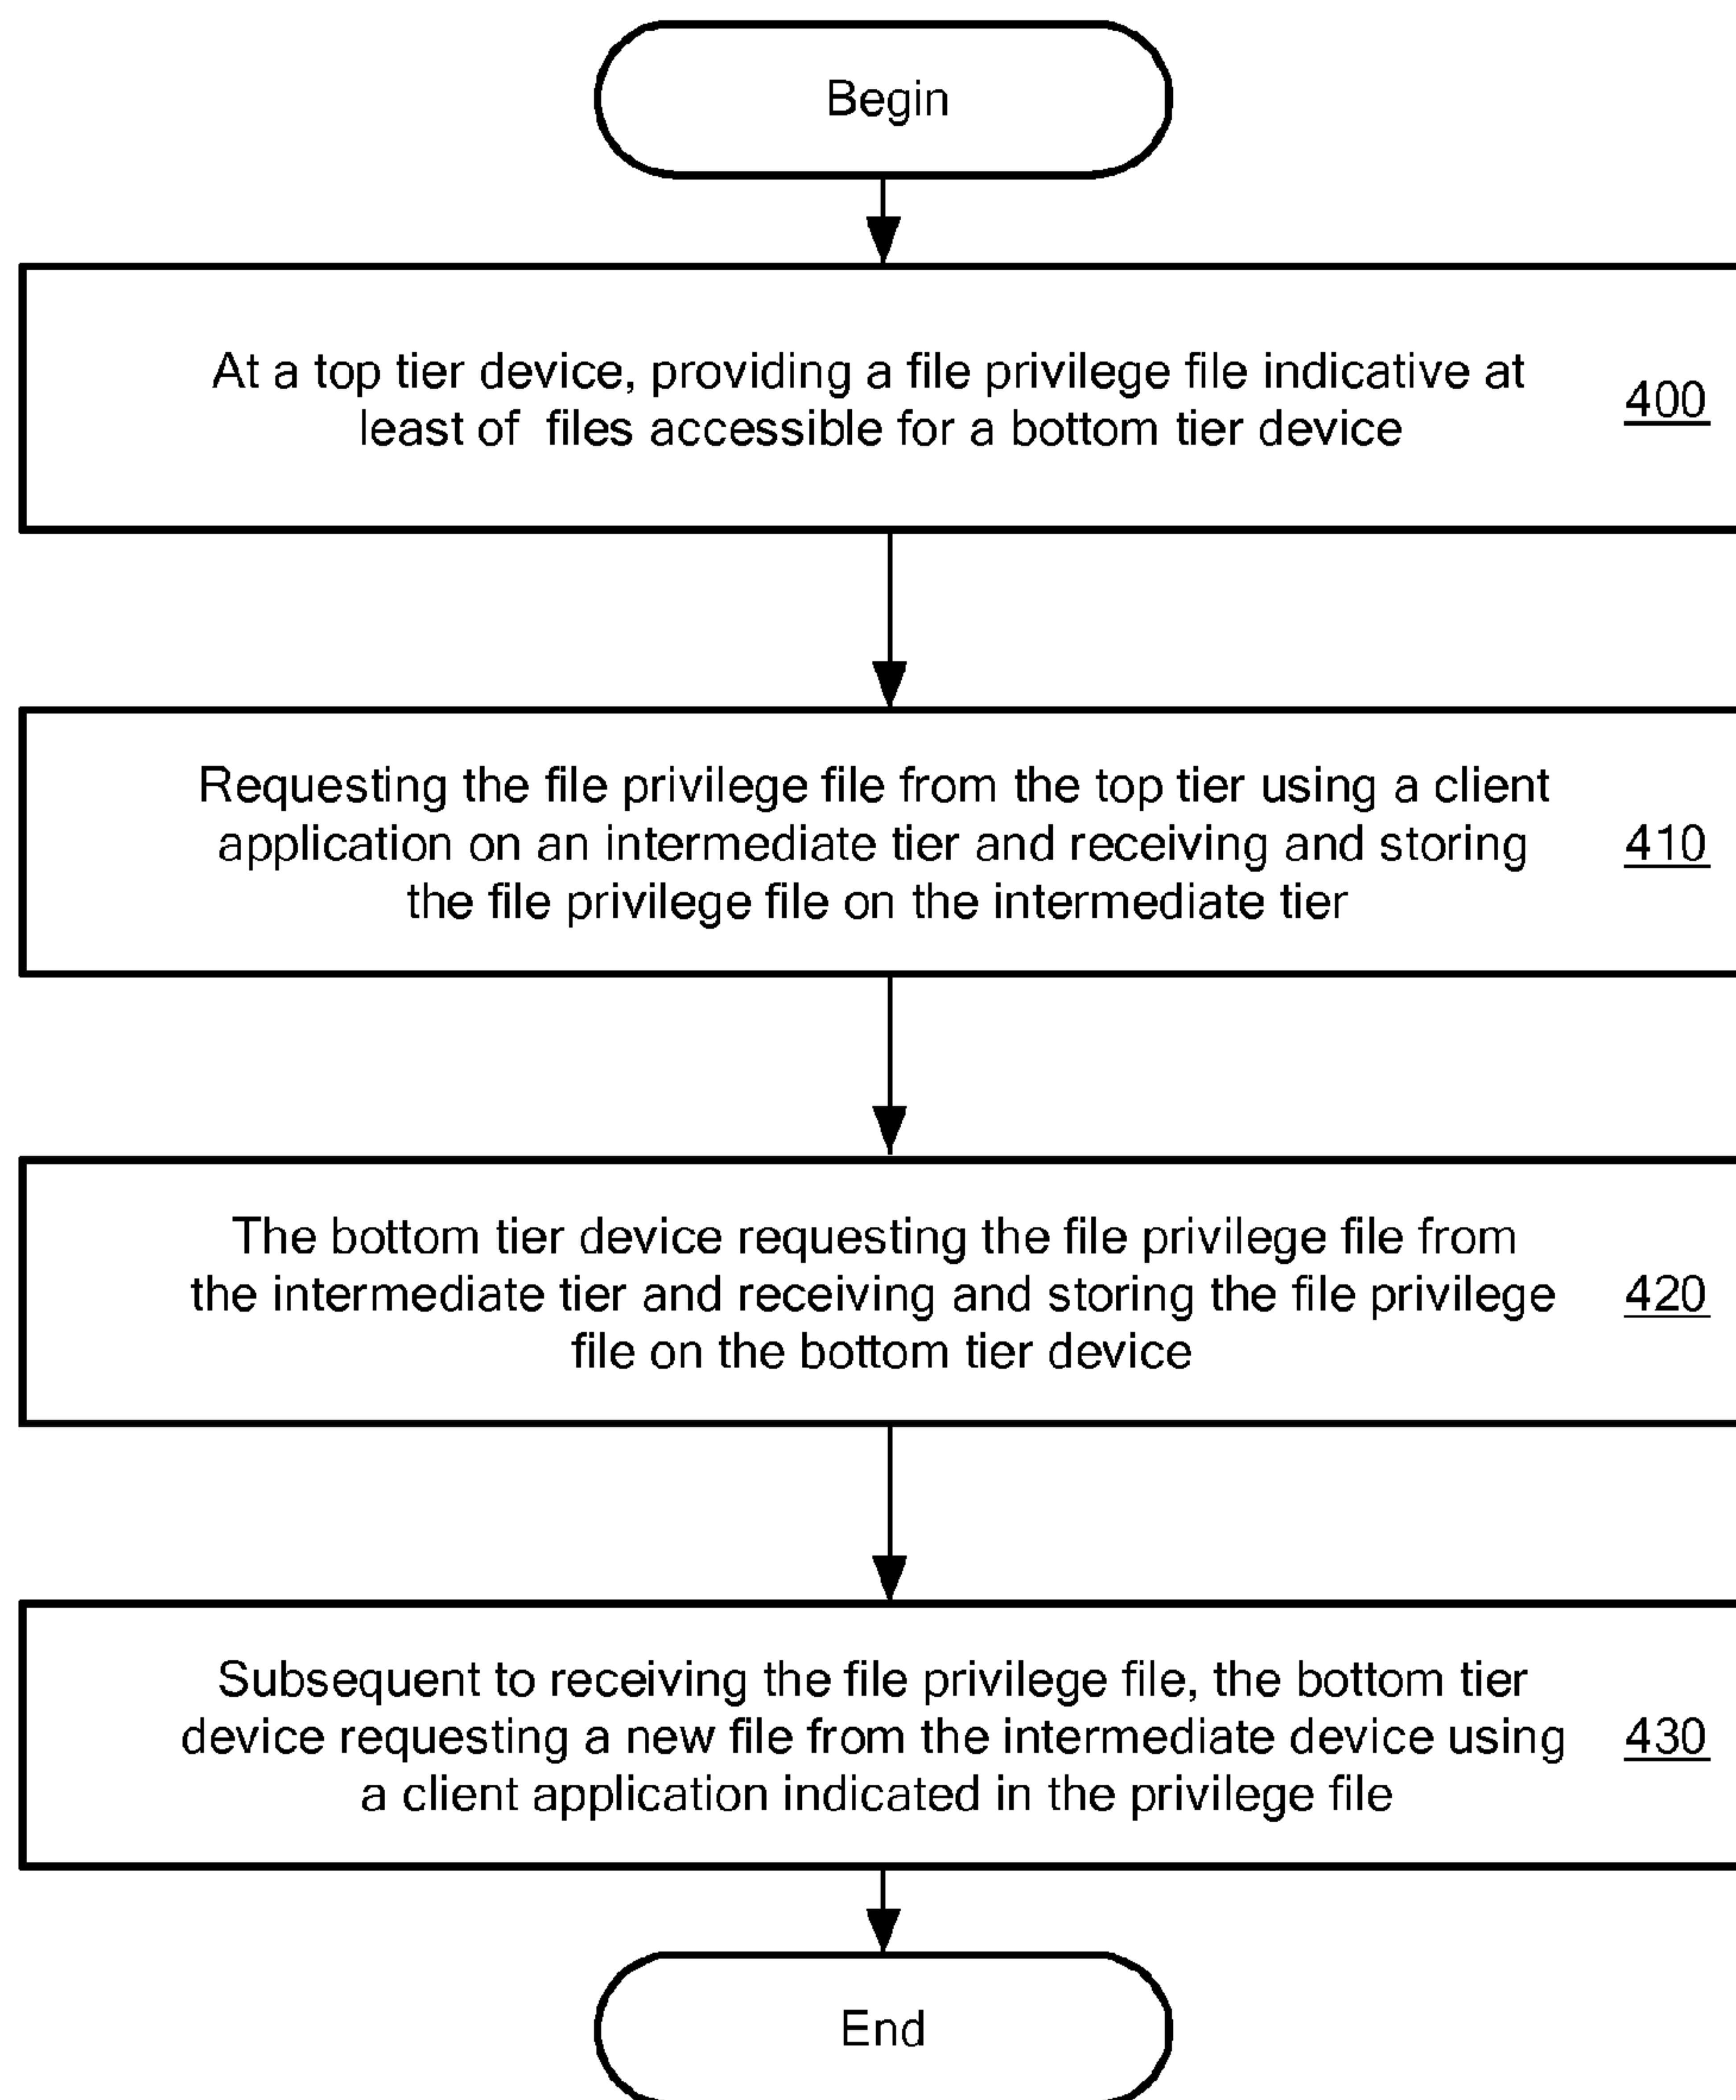 Begin
At a top tier device, providing a file privilege file indicative at
least of files accessible for a bottom tier device
400
Requesting the file privilege file from the top tier using a client
application on an intermediate tier and receiving and storing
the file privilege file on the intermediate tier
410
The bottom tier device requesting the file privilege file from
the intermediate tier and receiving and storing the file privilege
file on the bottom tier device
420
Subsequent to receiving the file privilege file, the bottom tier
device requesting a new file from the intermediate device using
a client application indicated in the privilege file
430
End